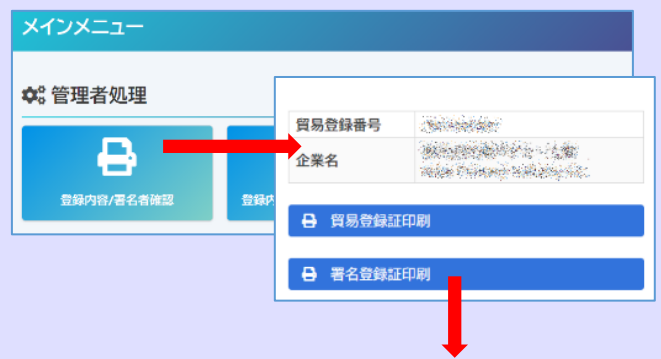 メインメニュー
管理者処理
登録内容/署名者確認
登録内
貿易登録番号
企業名
貿易登録証印刷
署名登録証印刷